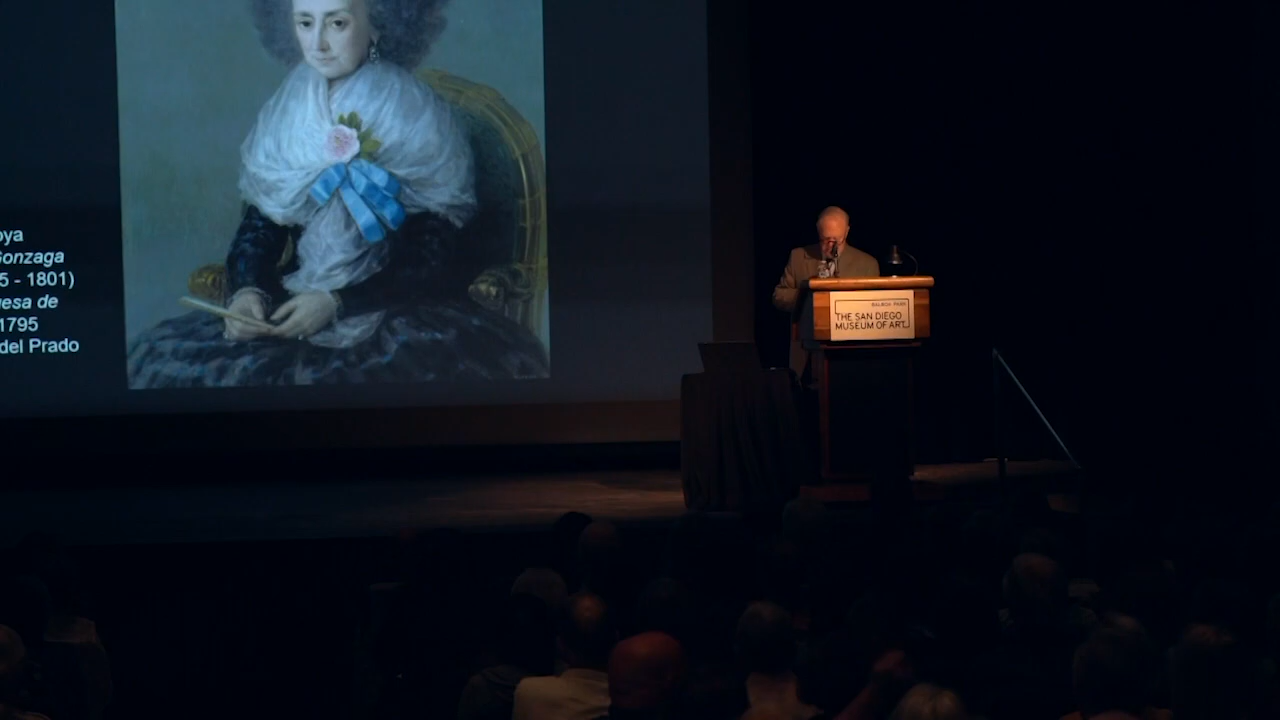 oya
Gonzaga
5 - 1801)
uesa de
1795
del Prado
BALBOA PARK
THE SAN DIEGO
MUSEUM OF ART